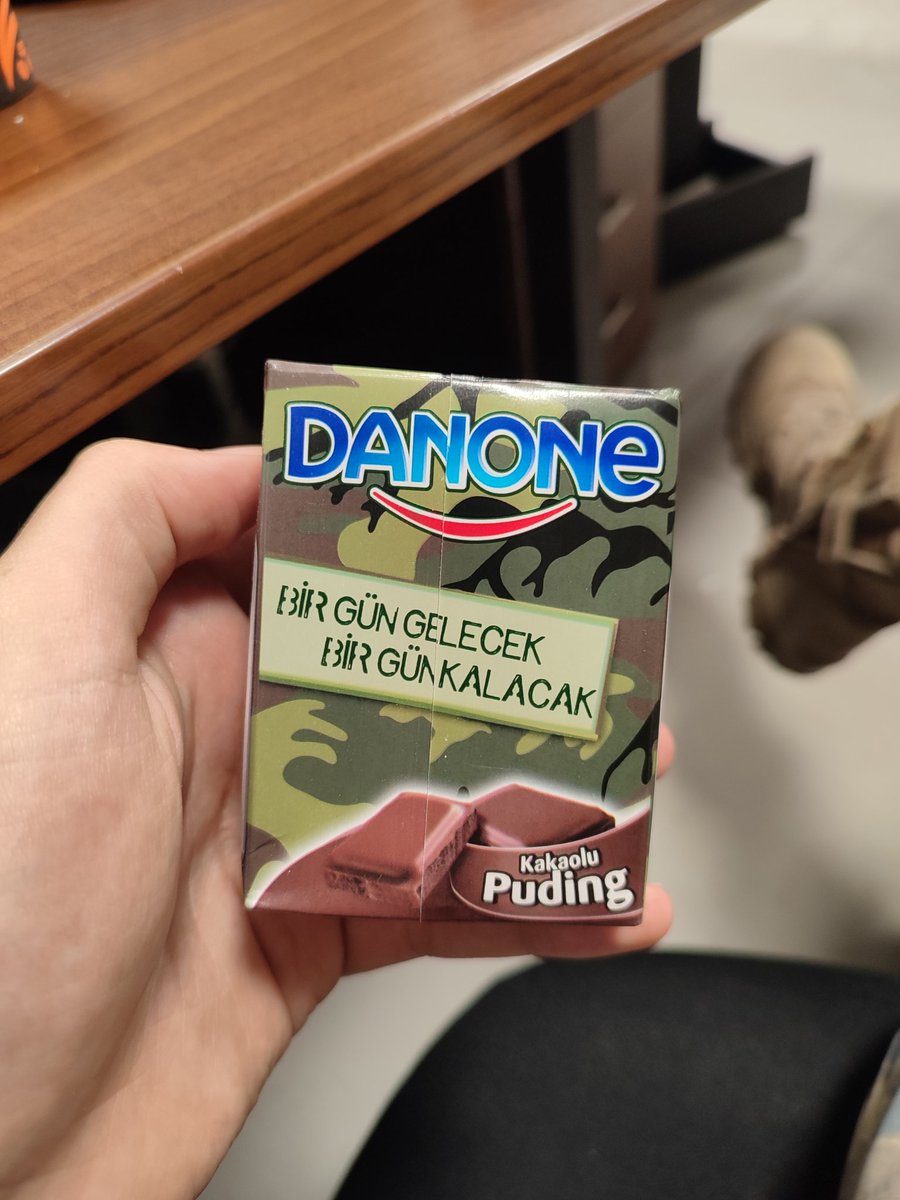 DANONE
BİR GÜN GELECEK
BİR GÜN KALACAK
Kakaolu
Puding